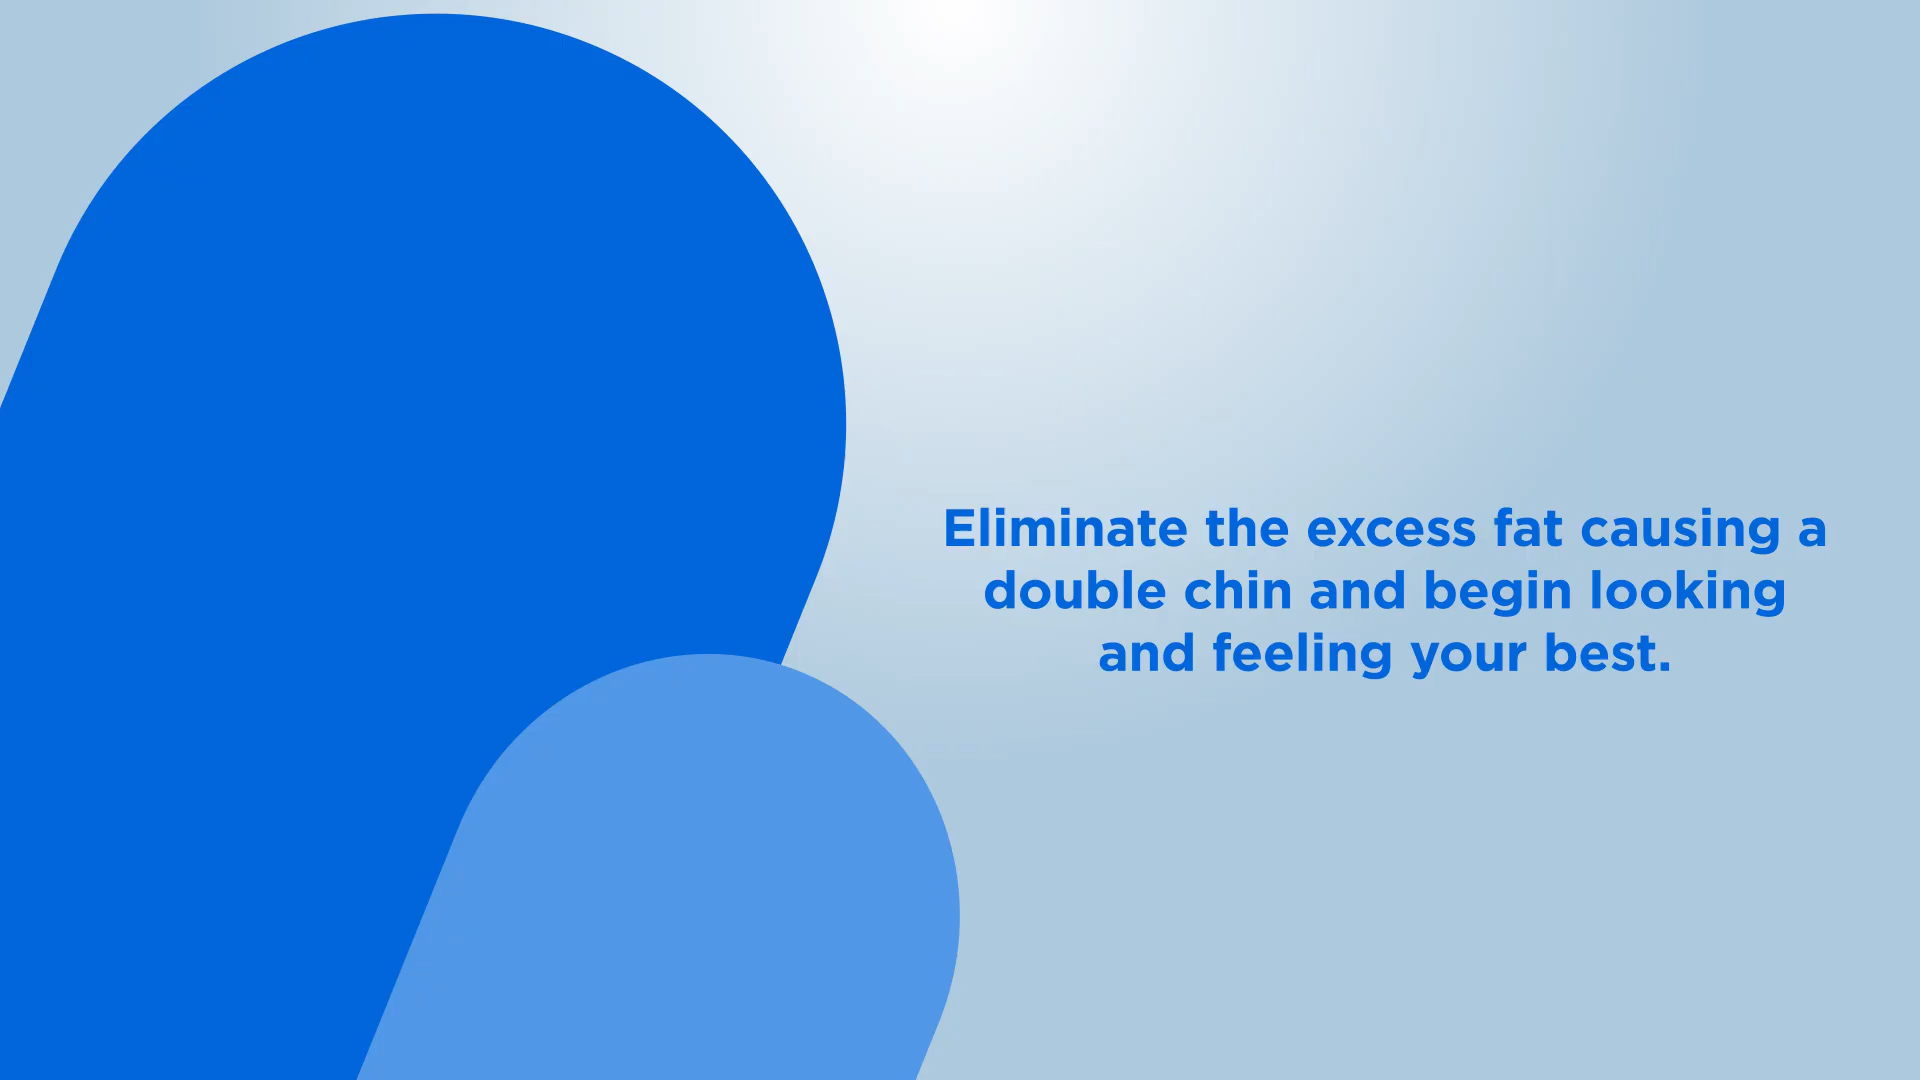 Eliminate the excess fat causing a
double chin and begin looking
and feeling your best.